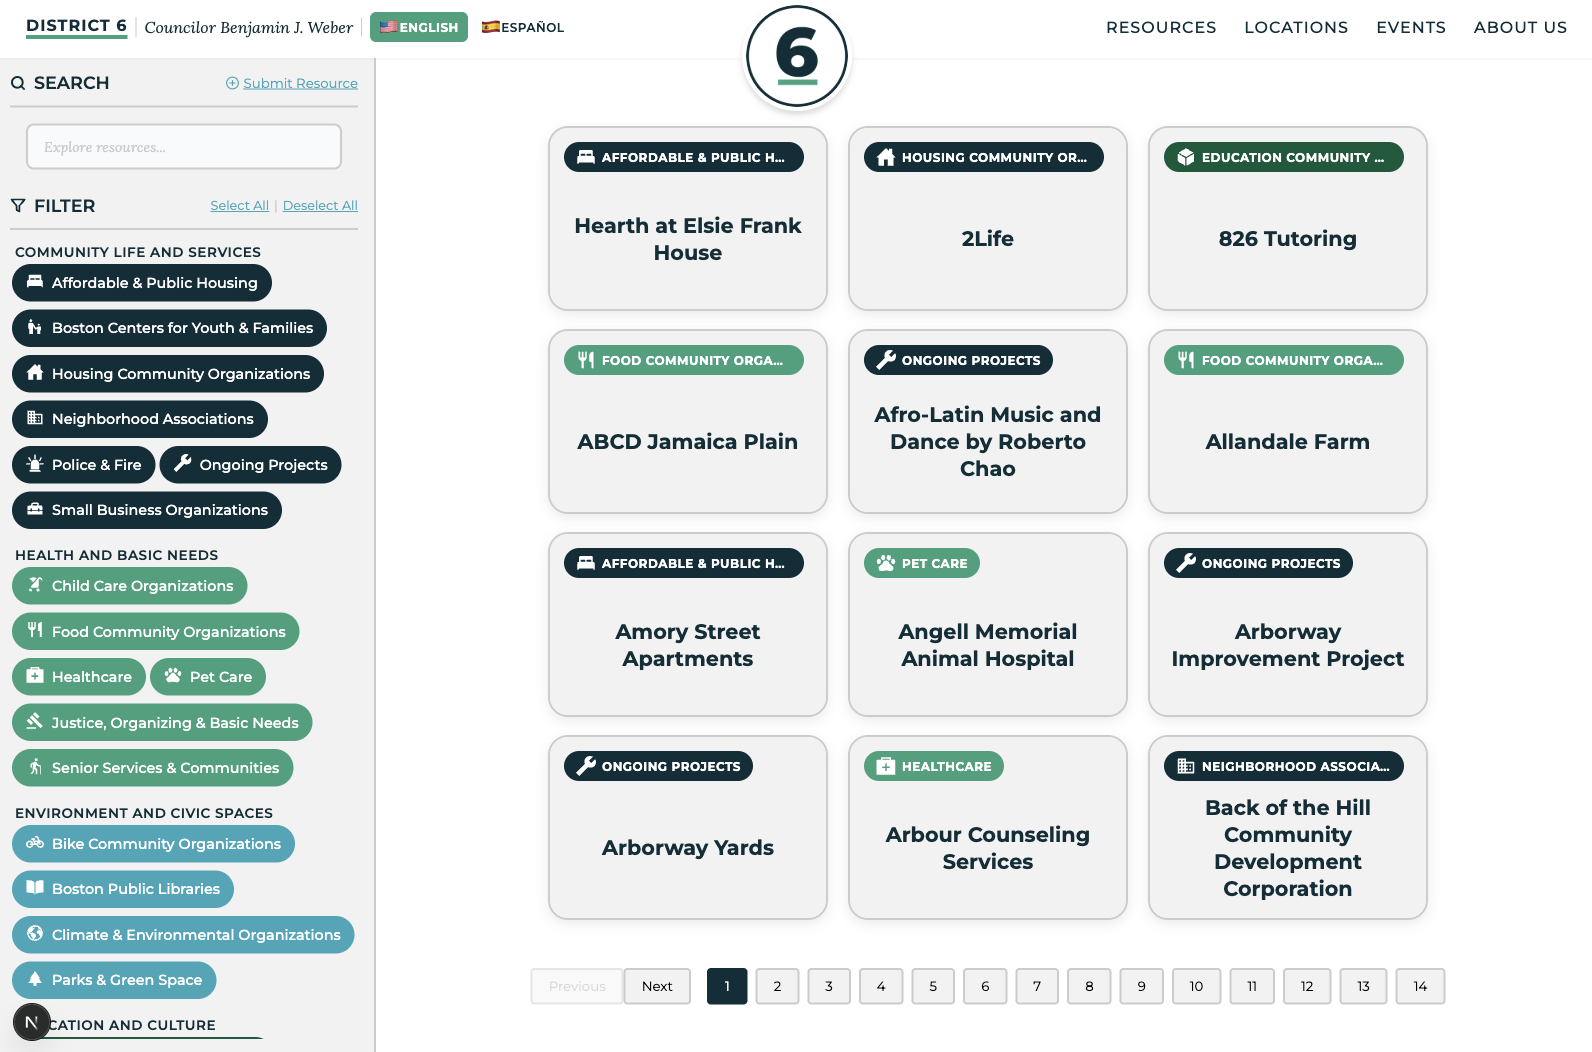 DISTRICT 6
Councilor Benjamin J. Weber
ENGLISH
ESPAÑOL
6
RESOURCES
LOCATIONS
EVENTS
ABOUT US
SEARCH
Submit Resource
Explore resources...
FILTER
Select All | Deselect All
COMMUNITY LIFE AND SERVICES
Affordable & Public Housing
Boston Centers for Youth & Families
Housing Community Organizations
Neighborhood Associations
Police & Fire
Ongoing Projects
Small Business Organizations
HEALTH AND BASIC NEEDS
Child Care Organizations
Food Community Organizations
Healthcare
Pet Care
Justice, Organizing & Basic Needs
Senior Services & Communities
ENVIRONMENT AND CIVIC SPACES
Bike Community Organizations
Boston Public Libraries
Climate & Environmental Organizations
Parks & Green Space
N
CATION AND CULTURE
AFFORDABLE & PUBLIC H...
Hearth at Elsie Frank
House
HOUSING COMMUNITY OR...
2Life
EDUCATION COMMUNITY ...
826 Tutoring
FOOD COMMUNITY ORGA...
ABCD Jamaica Plain
ONGOING PROJECTS
Afro-Latin Music and
Dance by Roberto
Chao
FOOD COMMUNITY ORGA...
Allandale Farm
AFFORDABLE & PUBLIC H...
Amory Street
Apartments
PET CARE
Angell Memorial
Animal Hospital
ONGOING PROJECTS
Arborway
Improvement Project
ONGOING PROJECTS
Arborway Yards
HEALTHCARE
Arbour Counseling
Services
NEIGHBORHOOD ASSOCIA...
Back of the Hill
Community
Development
Corporation
Previous
Next
1
2
3
4
5
6
7
8
9
10
11
12
13
14